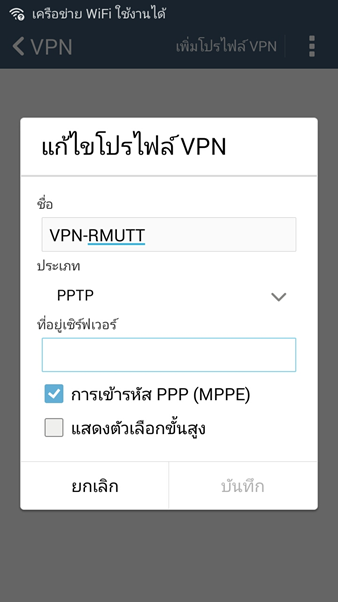 เครือข่าย WiFi ใช้งานได้
VPN เพิ่มโปรไฟล์ VPN
แก้ไขโปรไฟล์ VPN
ชื่อ
VPN-RMUTT
ประเภท
PPTP
ที่อยู่เซิร์ฟเวอร์
การเข้ารหัส PPP (MPPE)
แสดงตัวเลือกขั้นสูง
ยกเลิก บันทึก